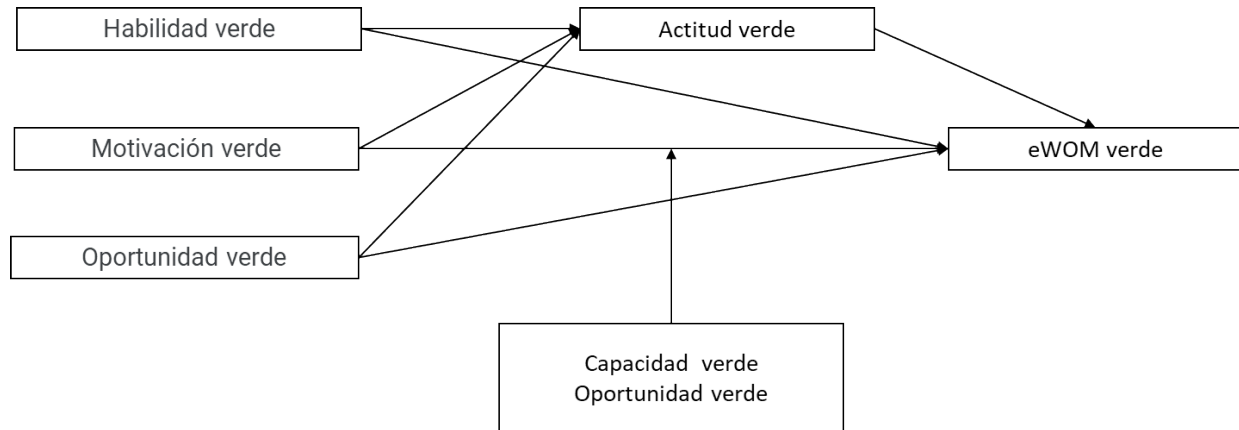 Habilidad verde
Actitud verde
Motivación verde
eWOM verde
Oportunidad verde
Capacidad verde
Oportunidad verde